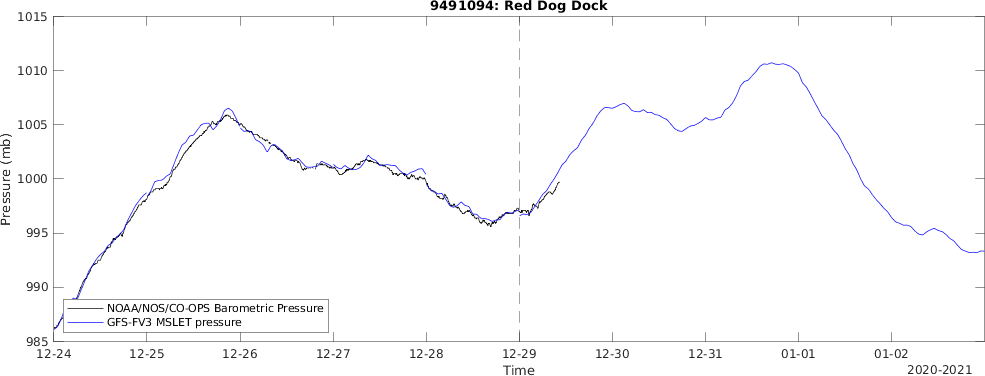 9491094: Red Dog Dock
1015
1010
1005
1000
995
990
985
Pressure (mb)
NOAA/NOS/CO-OPS Barometric Pressure
GFS-FV3 MSLET pressure
12-24 12-25 12-26 12-27 12-28 12-29 12-30 12-31 01-01 01-02
Time
2020-2021